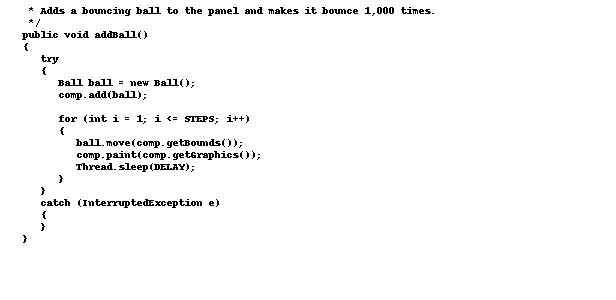 * Adds a bouncing ball to the panel and makes it bounce 1,000 times.
*/
public void addBall()
{
try
{
Ball ball = new Ball();
comp.add(ball);
for (int i = 1; i <= STEPS; i++)
{
ball.move(comp.getBounds());
comp.paint(comp.getGraphics());
Thread.sleep(DELAY);
}
}
catch (InterruptedException e)
{
}
}